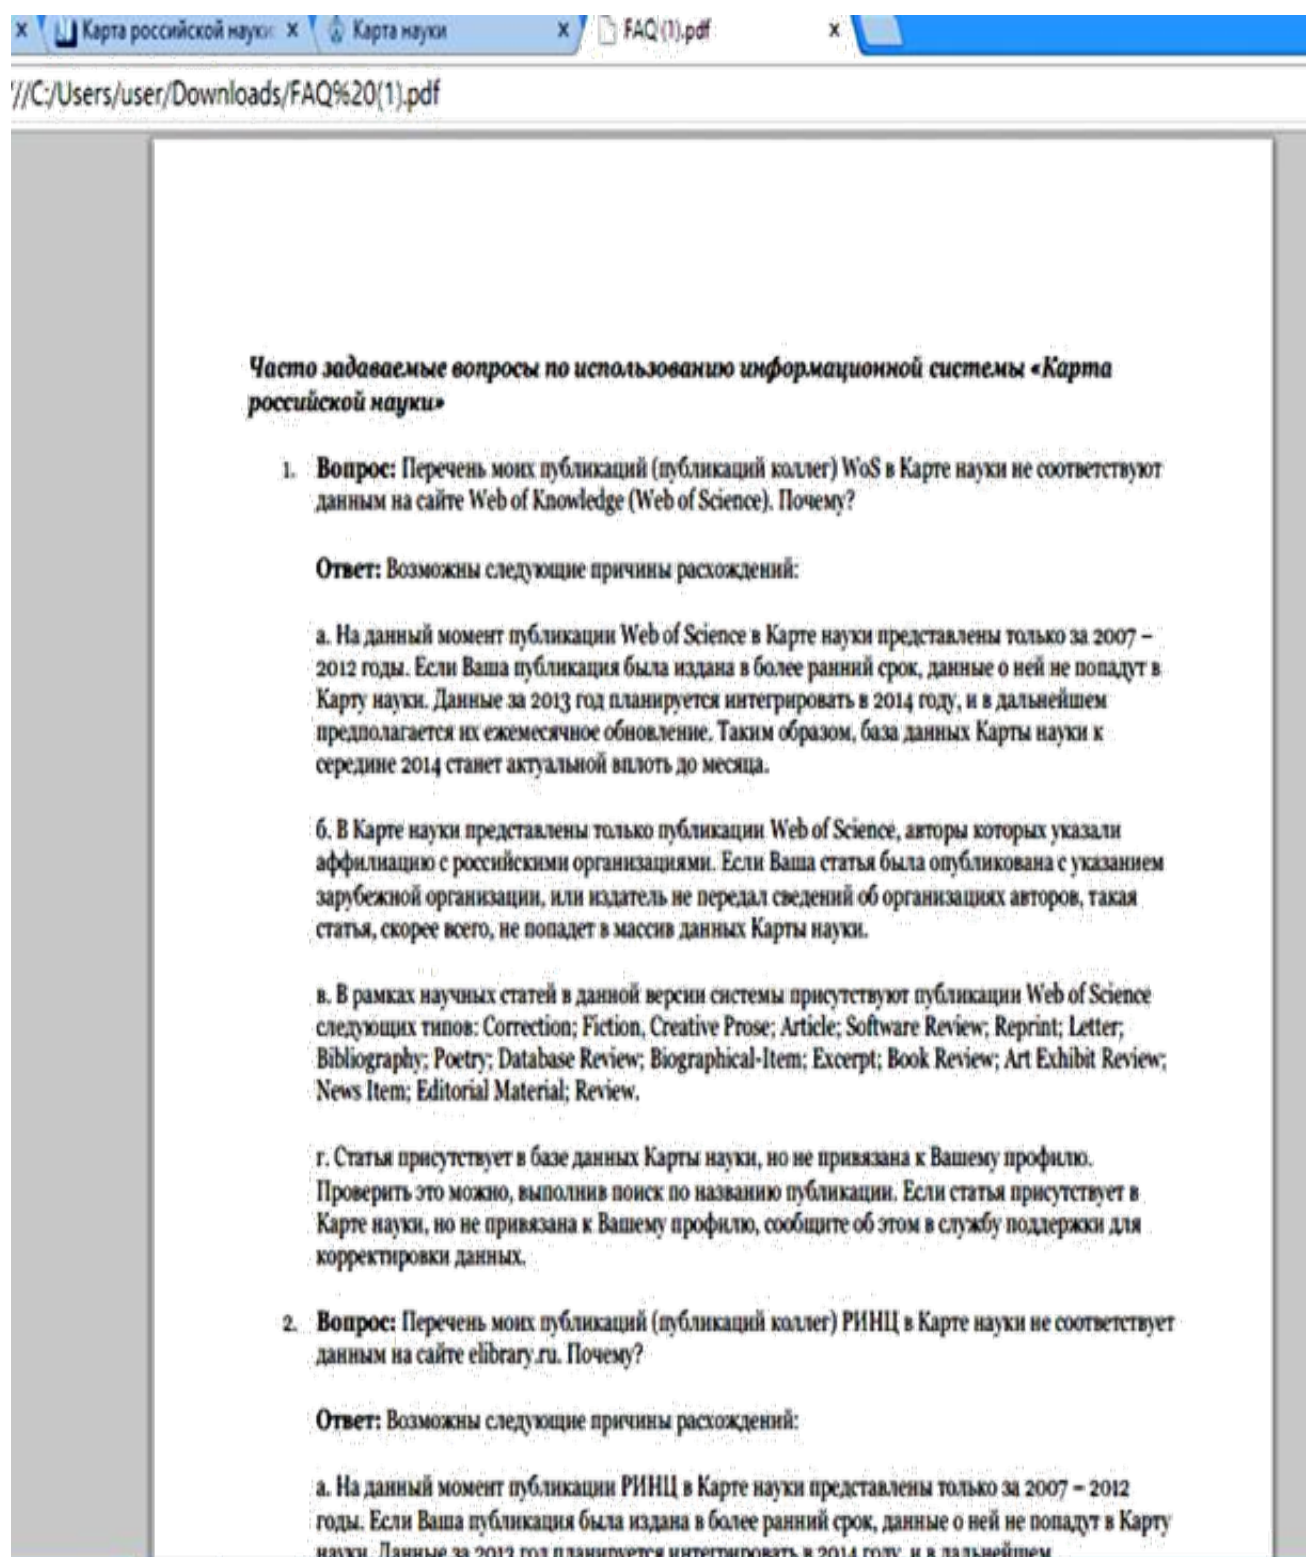 Карта российской науки
Карта науки
FAQ (1).pdf
///C:/Users/user/Downloads/FAQ%20(1).pdf
Часто задаваемые вопросы по использованию информационной системы «Карта
российской науки»
1. Вопрос: Перечень моих публикаций (публикаций коллег) WoS в Карте науки не соответствуют
данным на сайте Web of Knowledge (Web of Science). Почему?
Ответ: Возможны следующие причины расхождений:
а. На данный момент публикации Web of Science в Карте науки представлены только за 2007 –
2012 годы. Если Ваша публикация была издана в более ранний срок, данные о ней не попадут в
Карту науки. Данные за 2013 год планируется интегрировать в 2014 году, и в дальнейшем
предполагается их ежемесячное обновление. Таким образом, база данных Карты науки к
середине 2014 станет актуальной вплоть до месяца.
б. В Карте науки представлены только публикации Web of Science, авторы которых указали
аффилиацию с российскими организациями. Если Ваша статья была опубликована с указанием
зарубежной организации, или издатель не передал сведений об организациях авторов, такая
статья, скорее всего, не попадет в массив данных Карты науки.
в. В рамках научных статей в данной версии системы присутствуют публикации Web of Science
следующих типов: Correction; Fiction, Creative Prose; Article; Software Review; Reprint; Letter;
Bibliography; Poetry; Database Review; Biographical-Item; Excerpt; Book Review; Art Exhibit Review;
News Item; Editorial Material; Review.
г. Статья присутствует в базе данных Карты науки, но не привязана к Вашему профилю.
Проверить это можно, выполнив поиск по названию публикации. Если статья присутствует в
Карте науки, но не привязана к Вашему профилю, сообщите об этом в службу поддержки для
корректировки данных.
2. Вопрос: Перечень моих публикаций (публикаций коллег) РИНЦ в Карте науки не соответствует
данным на сайте elibrary.ru. Почему?
Ответ: Возможны следующие причины расхождений:
а. На данный момент публикации РИНЦ в Карте науки представлены только за 2007 – 2012
годы. Если Ваша публикация была издана в более ранний срок, данные о ней не попадут в Карту
науки. Данные за 2013 год планируется интегрировать в 2014 году, и в дальнейшем